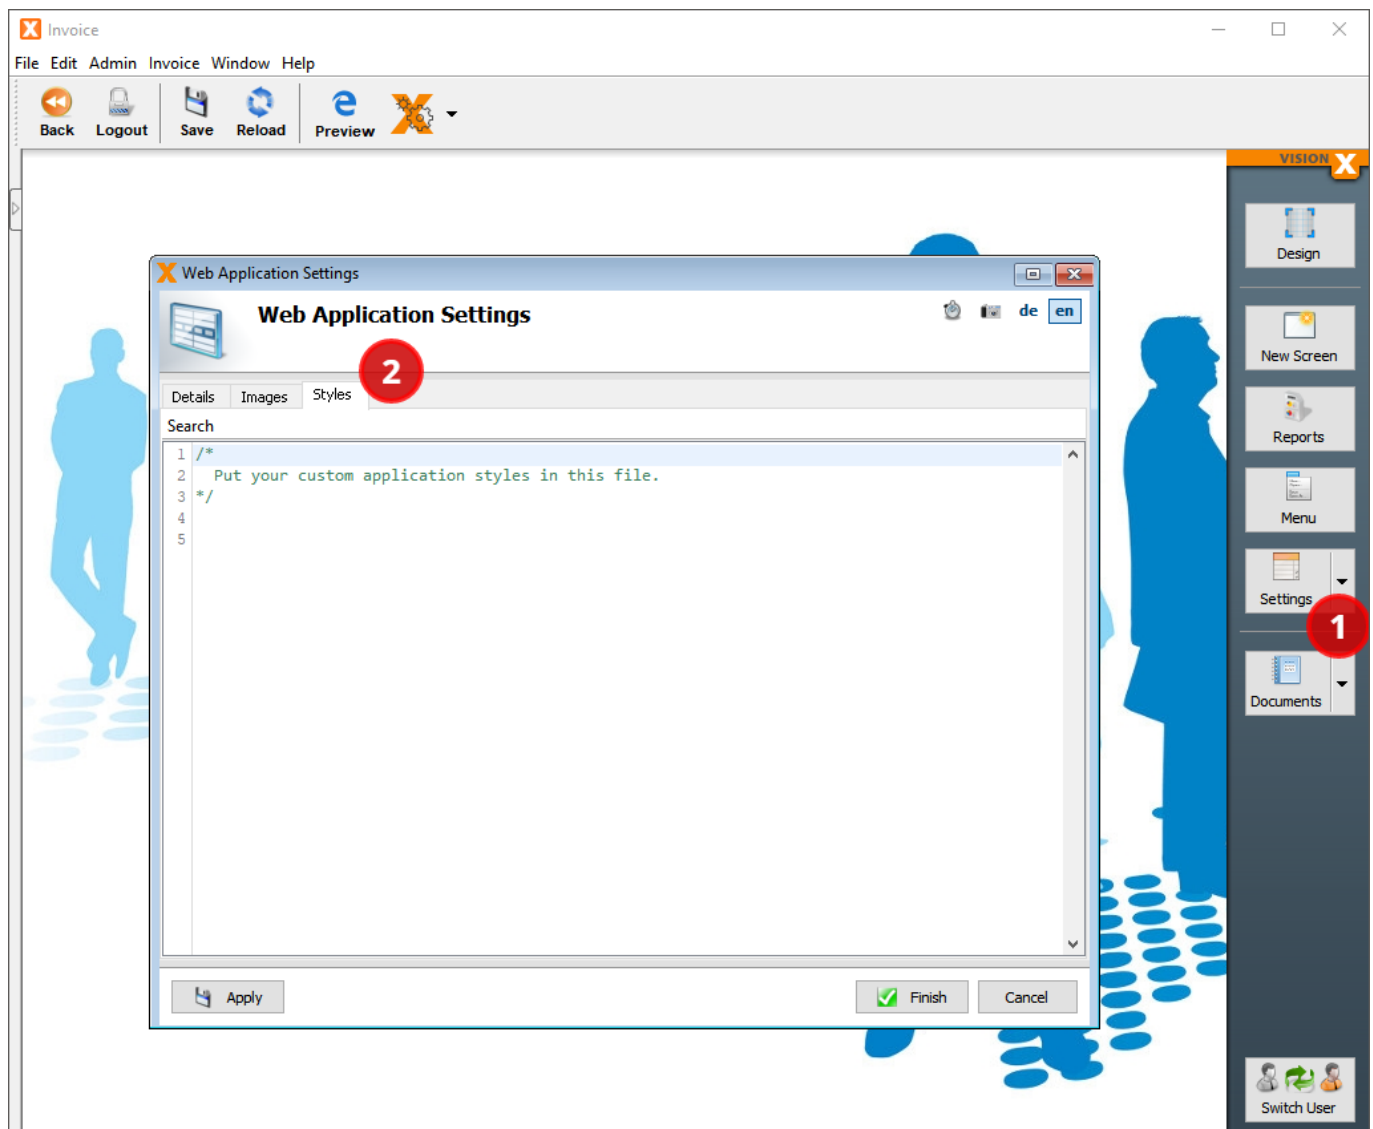 Invoice
File Edit Admin Invoice Window Help
Back Logout Save Reload Preview
VISION X
Design
New Screen
Reports
Menu
Settings
1
Documents
Switch User
Web Application Settings
Web Application Settings
de en
2
Details Images Styles
Search
1 /*
2 Put your custom application styles in this file.
3 */
4
5
Apply Finish Cancel